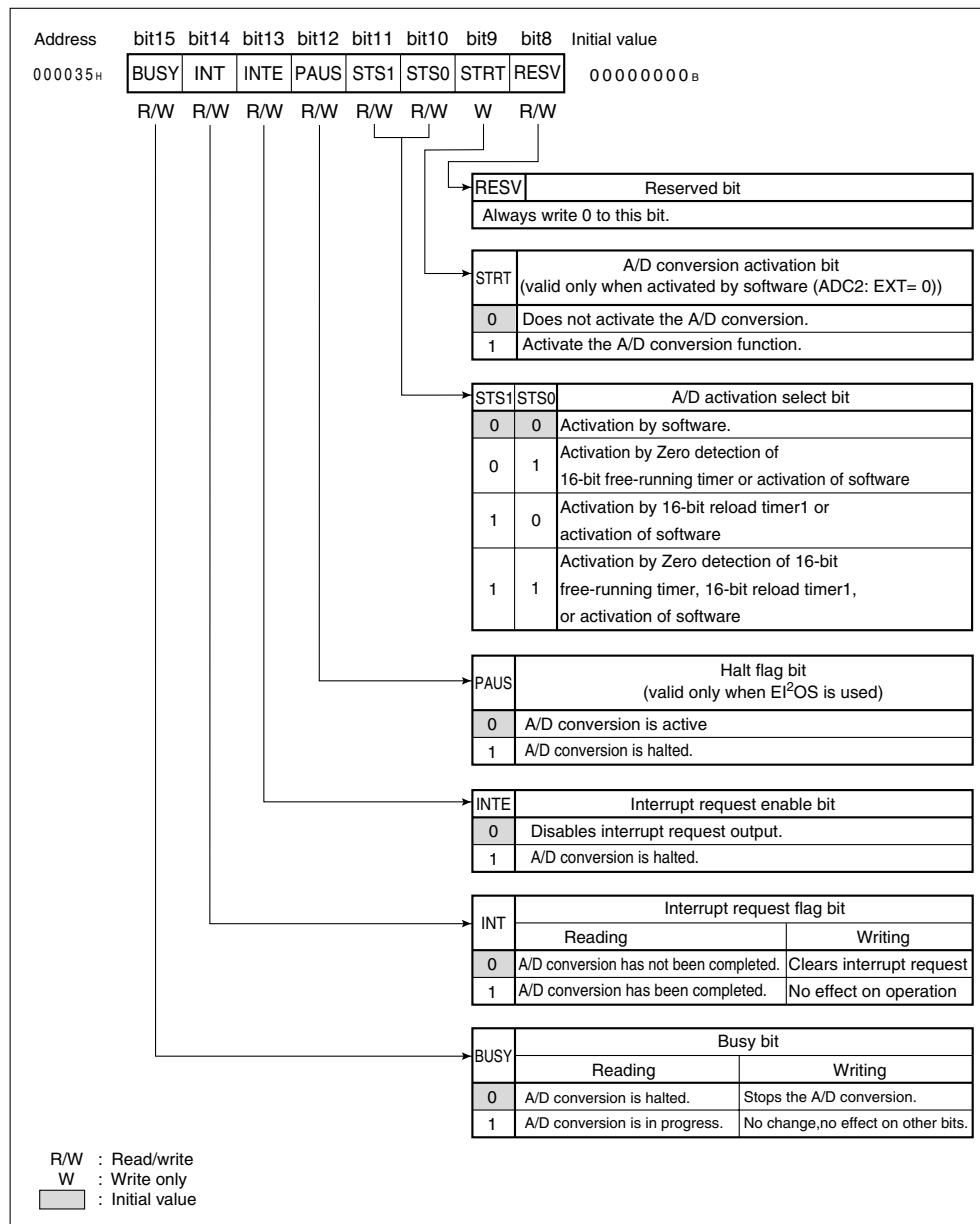 Address bit15 bit14 bit13 bit12 bit11 bit10 bit9 bit8 Initial value
000035H BUSY INT INTE PAUS STS1 STS0 STRT RESV 00000000B
R/W R/W R/W R/W R/W R/W W R/W
RESV Reserved bit
Always write 0 to this bit.
STRT A/D conversion activation bit
(valid only when activated by software (ADC2: EXT= 0))
0 Does not activate the A/D conversion.
1 Activate the A/D conversion function.
STS1 STS0 A/D activation select bit
0 0 Activation by software.
0 1 Activation by Zero detection of
16-bit free-running timer or activation of software
1 0 Activation by 16-bit reload timer1 or
activation of software
1 1 Activation by Zero detection of 16-bit
free-running timer, 16-bit reload timer1,
or activation of software
PAUS Halt flag bit
(valid only when EI²OS is used)
0 A/D conversion is active
1 A/D conversion is halted.
INTE Interrupt request enable bit
0 Disables interrupt request output.
1 A/D conversion is halted.
INT Interrupt request flag bit
Reading Writing
0 A/D conversion has not been completed. Clears interrupt request
1 A/D conversion has been completed. No effect on operation
BUSY Busy bit
Reading Writing
0 A/D conversion is halted. Stops the A/D conversion.
1 A/D conversion is in progress. No change,no effect on other bits.
R/W : Read/write
W : Write only
: Initial value